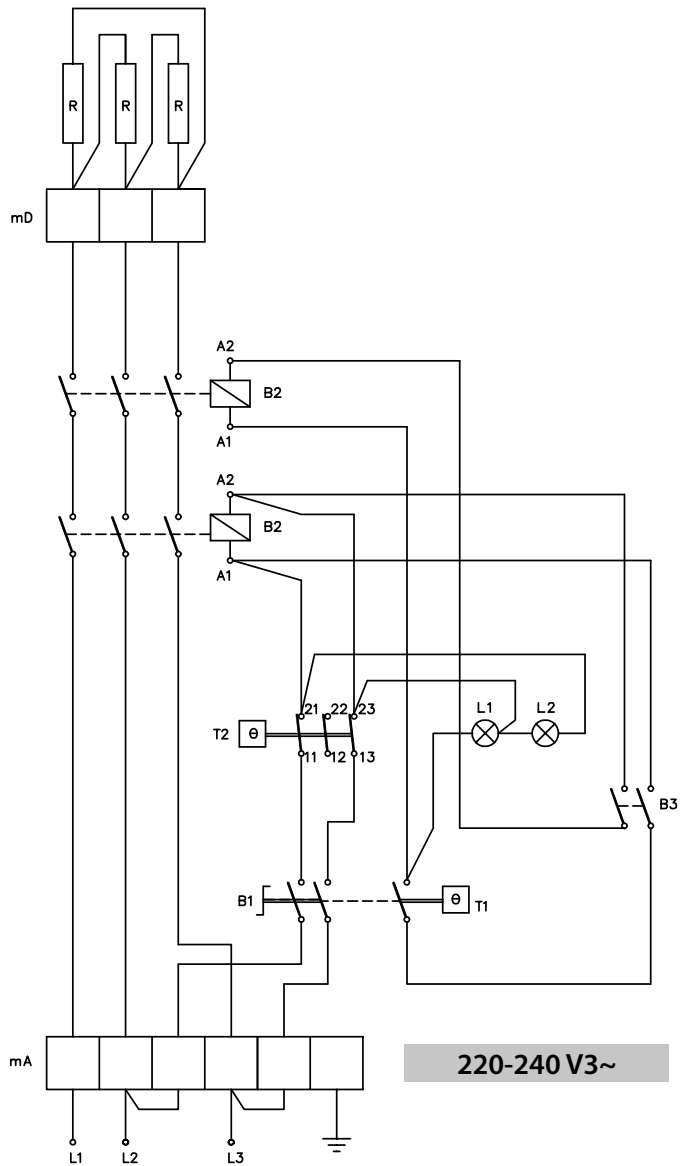 R R R
mD
A2
B2
A1
A2
B2
A1
21 22 23
L1 L2
T2 θ
11 12 13
B3
B1
θ T1
mA
220-240 V3~
L1 L2 L3